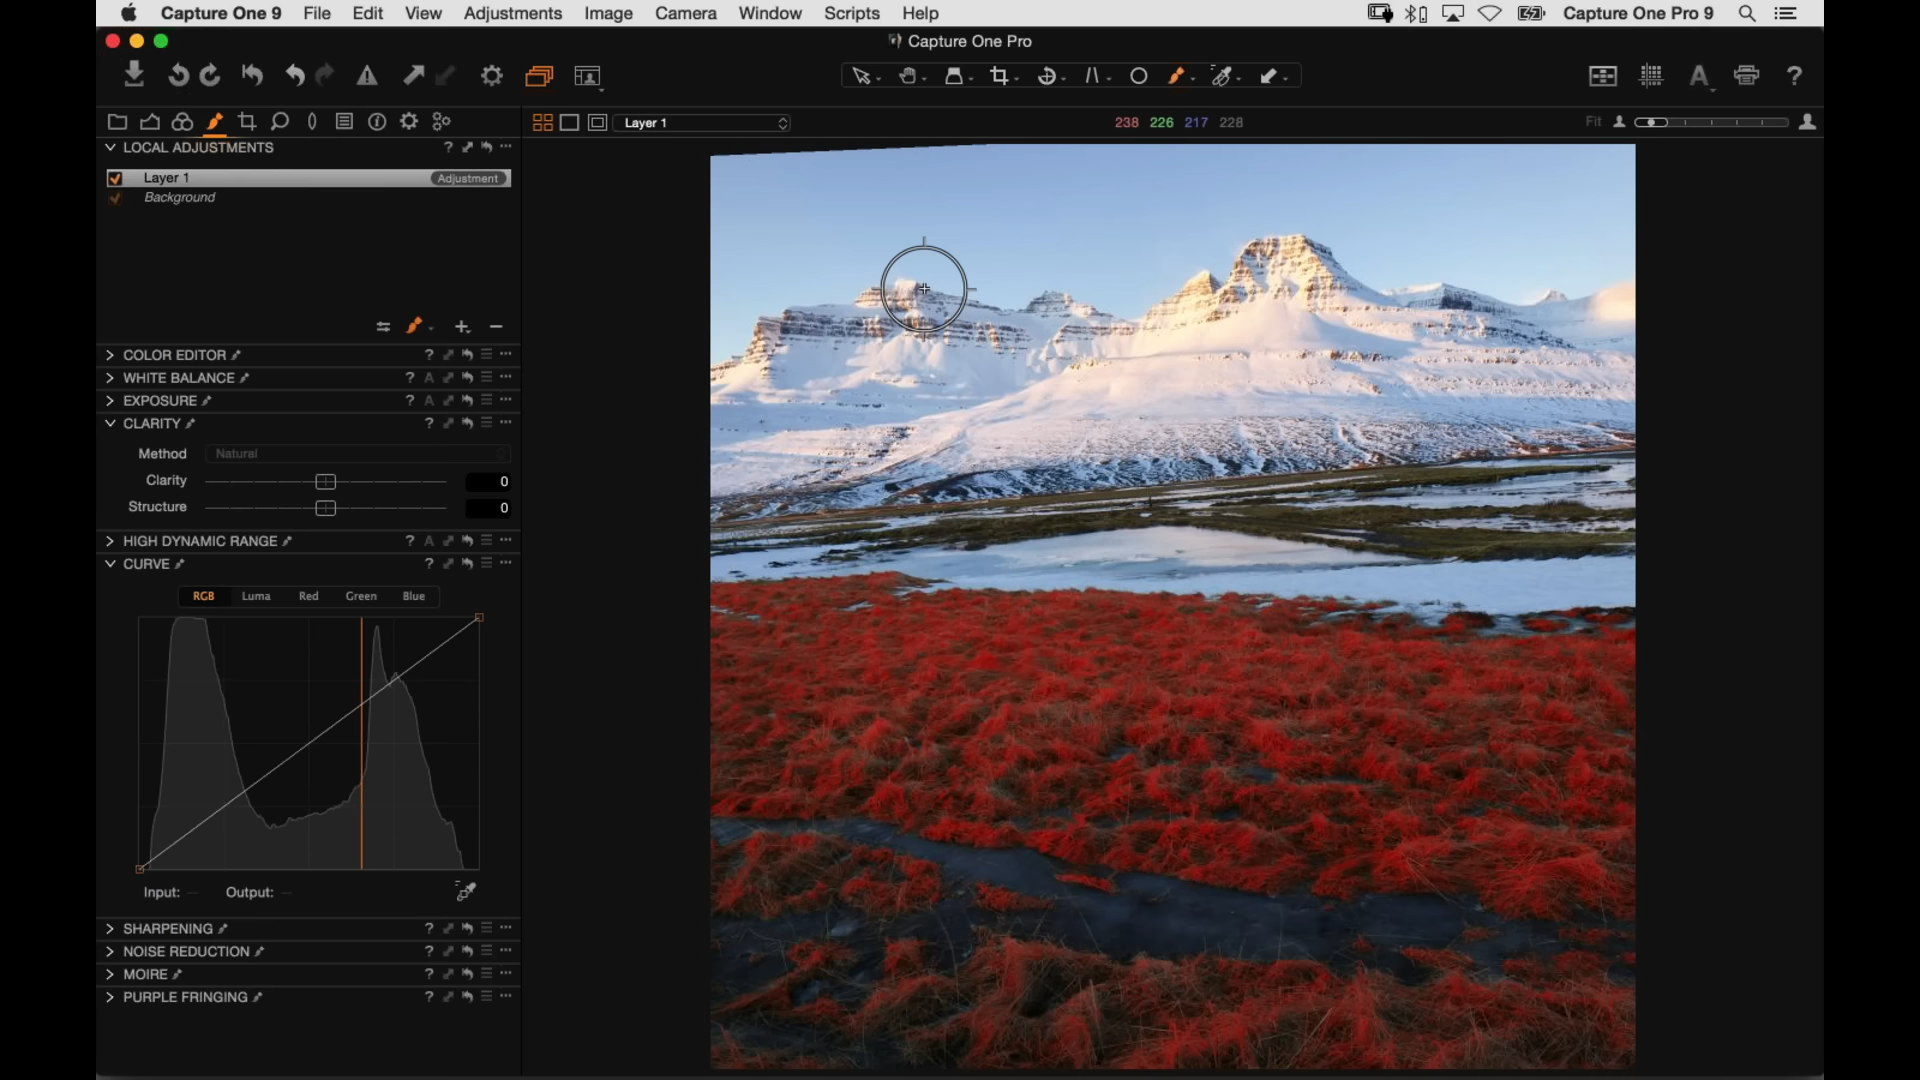 Capture One 9 File Edit View Adjustments Image Camera Window Scripts Help Capture One Pro 9
Capture One Pro
Layer 1 238 226 217 228 Fit
LOCAL ADJUSTMENTS ?
Layer 1 Adjustment
Background
COLOR EDITOR ?
WHITE BALANCE ? A
EXPOSURE ? A
CLARITY ?
Method Natural
Clarity 0
Structure 0
HIGH DYNAMIC RANGE ? A
CURVE ?
RGB Luma Red Green Blue
Input: -- Output: --
SHARPENING ?
NOISE REDUCTION ?
MOIRE ?
PURPLE FRINGING ?